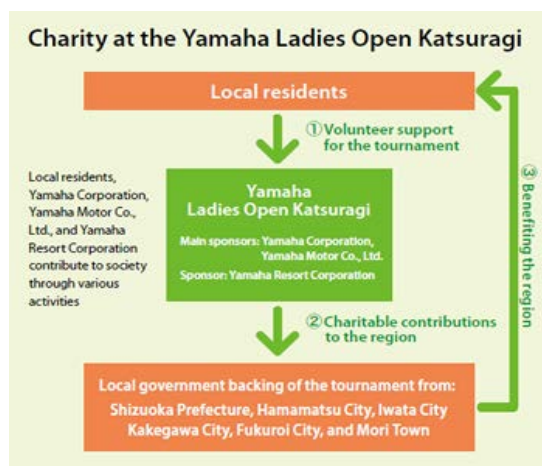 Charity at the Yamaha Ladies Open Katsuragi
Local residents
①Volunteer support
for the tournament
Local residents,
Yamaha Corporation,
Yamaha Motor Co.,
Ltd., and Yamaha
Resort Corporation
contribute to society
through various
activities
Yamaha
Ladies Open Katsuragi
Main sponsors: Yamaha Corporation,
Yamaha Motor Co., Ltd.
Sponsor: Yamaha Resort Corporation
③ Benefiting the region
②Charitable contributions
to the region
Local government backing of the tournament from:
Shizuoka Prefecture, Hamamatsu City, Iwata City
Kakegawa City, Fukuroi City, and Mori Town